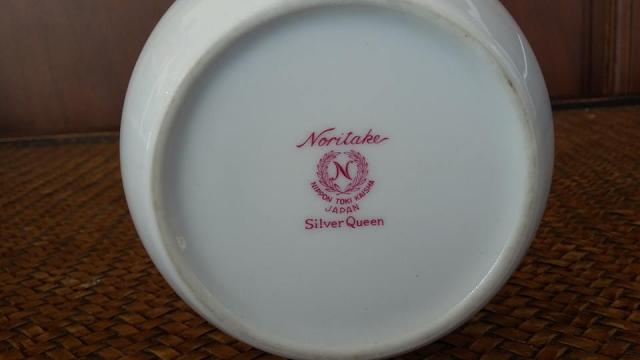 Noritake
N
NIPPON TOKI KAISHA
JAPAN
Silver Queen